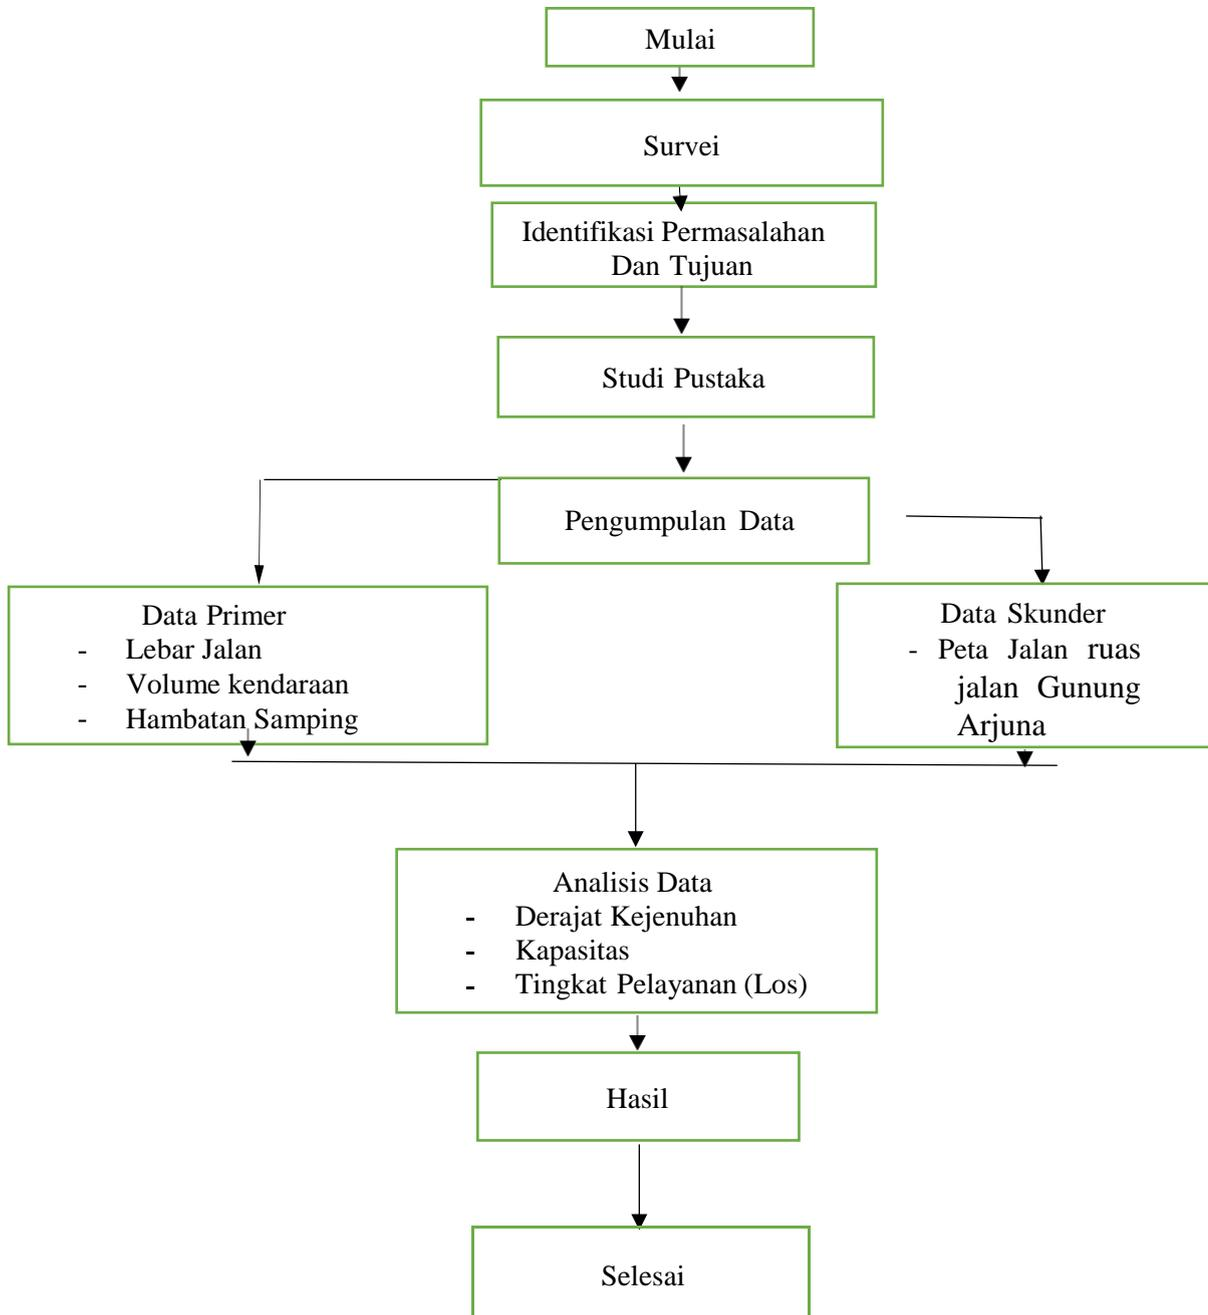 Mulai
Survei
Identifikasi Permasalahan
Dan Tujuan
Studi Pustaka
Pengumpulan Data
Data Primer
- Lebar Jalan
- Volume kendaraan
- Hambatan Samping
Data Skunder
- Peta Jalan ruas
jalan Gunung
Arjuna
Analisis Data
- Derajat Kejenuhan
- Kapasitas
- Tingkat Pelayanan (Los)
Hasil
Selesai